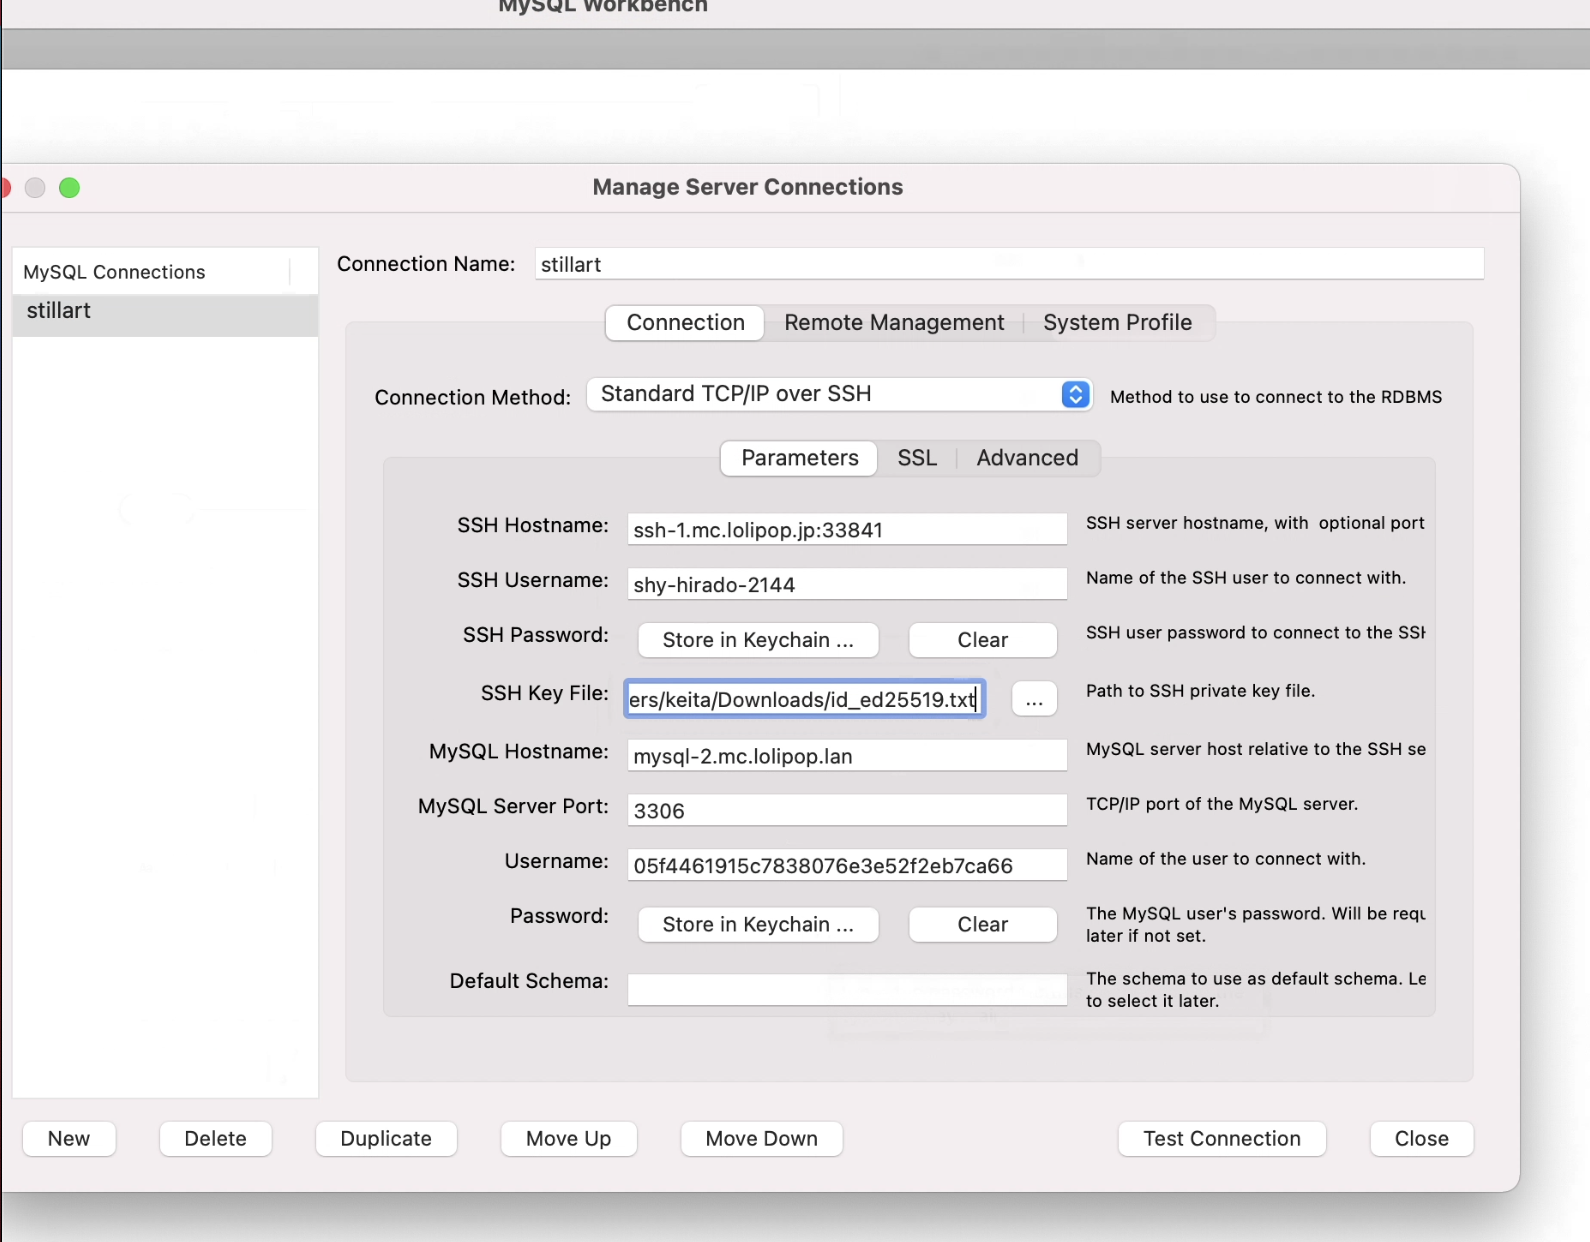 MySQL Workbench
Manage Server Connections
MySQL Connections
stillart
Connection Name: stillart
Connection Remote Management System Profile
Connection Method: Standard TCP/IP over SSH Method to use to connect to the RDBMS
Parameters SSL Advanced
SSH Hostname: ssh-1.mc.lolipop.jp:33841 SSH server hostname, with optional port
SSH Username: shy-hirado-2144 Name of the SSH user to connect with.
SSH Password: Store in Keychain ... Clear SSH user password to connect to the SSH
SSH Key File: ers/keita/Downloads/id_ed25519.txt ... Path to SSH private key file.
MySQL Hostname: mysql-2.mc.lolipop.lan MySQL server host relative to the SSH se
MySQL Server Port: 3306 TCP/IP port of the MySQL server.
Username: 05f4461915c7838076e3e52f2eb7ca66 Name of the user to connect with.
Password: Store in Keychain ... Clear The MySQL user's password. Will be requ
later if not set.
Default Schema: The schema to use as default schema. Le
to select it later.
New Delete Duplicate Move Up Move Down Test Connection Close